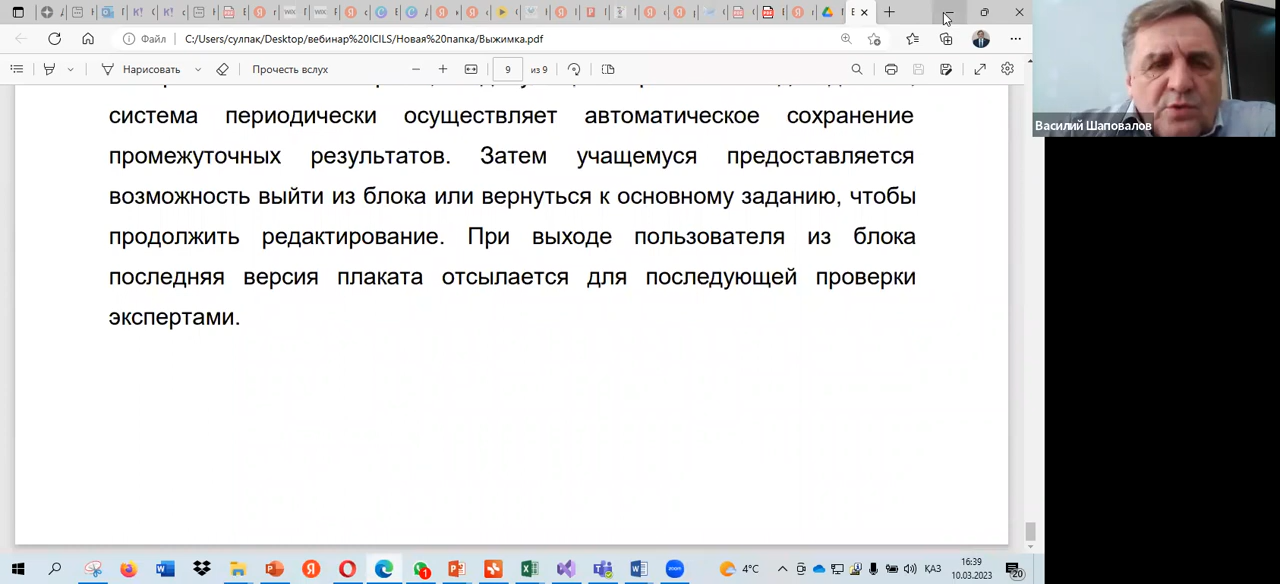 Файл
C:/Users/сулпак/Desktop/вебинар%20ICILS/Новая%20папка/Выжимка.pdf
Нарисовать
Прочесть вслух
9
из 9
система периодически осуществляет автоматическое сохранение
промежуточных результатов. Затем учащемуся предоставляется
возможность выйти из блока или вернуться к основному заданию, чтобы
продолжить редактирование. При выходе пользователя из блока
последняя версия плаката отсылается для последующей проверки
экспертами.
Василий Шаповалов
4°C
ҚАЗ
16:39
10.03.2023
20